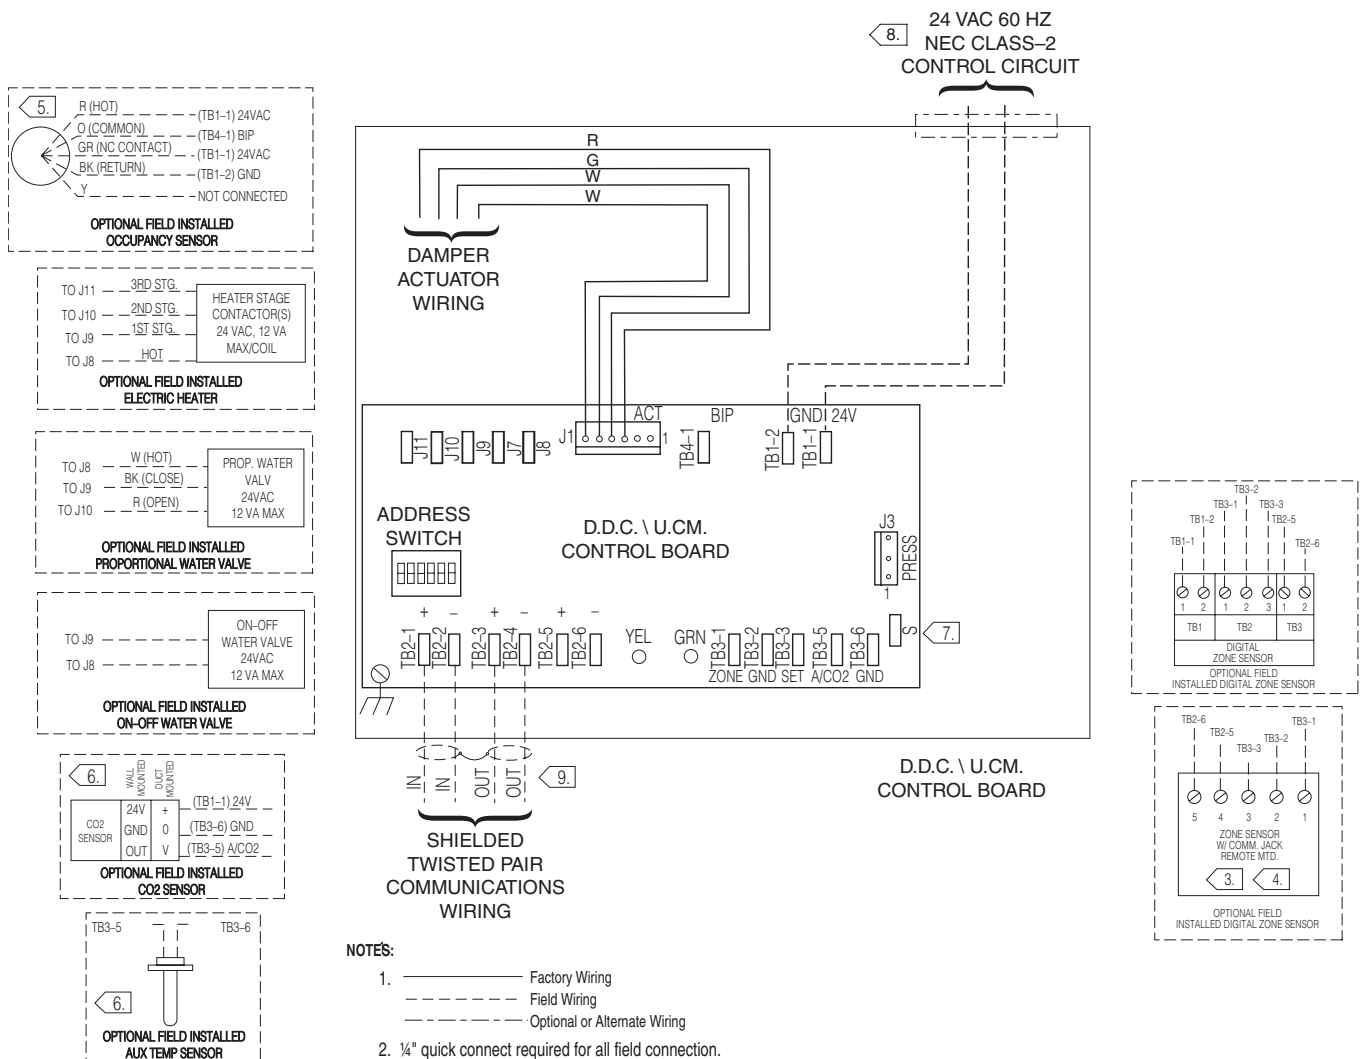 8.
24 VAC 60 HZ
NEC CLASS–2
CONTROL CIRCUIT
5.
R (HOT)
(TB1–1) 24VAC
O (COMMON)
(TB4–1) BIP
GR (NC CONTACT)
(TB1–1) 24VAC
BK (RETURN)
(TB1–2) GND
Y
NOT CONNECTED
OPTIONAL FIELD INSTALLED
OCCUPANCY SENSOR
TO J11
3RD STG.
TO J10
2ND STG.
TO J9
1ST STG.
TO J8
HOT
HEATER STAGE
CONTACTOR(S)
24 VAC, 12 VA
MAX/COIL
OPTIONAL FIELD INSTALLED
ELECTRIC HEATER
TO J8
W (HOT)
TO J9
BK (CLOSE)
TO J10
R (OPEN)
PROP. WATER
VALV
24VAC
12 VA MAX
OPTIONAL FIELD INSTALLED
PROPORTIONAL WATER VALVE
TO J9
TO J8
ON–OFF
WATER VALVE
24VAC
12 VA MAX
OPTIONAL FIELD INSTALLED
ON–OFF WATER VALVE
6.
WALL
MOUNTED
DUCT
MOUNTED
CO2
SENSOR
24V
+
(TB1–1) 24V
GND
0
(TB3–6) GND
OUT
V
(TB3–5) A/CO2
OPTIONAL FIELD INSTALLED
CO2 SENSOR
TB3–5
TB3–6
6.
OPTIONAL FIELD INSTALLED
AUX TEMP SENSOR
R
G
W
W
DAMPER
ACTUATOR
WIRING
J11
J10
J9
J7
J8
J1
ACT
1
BIP
TB4–1
GND
24V
TB1–2
TB1–1
ADDRESS
SWITCH
D.D.C. \ U.CM.
CONTROL BOARD
J3
PRESS
1
+ – + – + –
TB2–1
TB2–2
TB2–3
TB2–4
TB2–5
TB2–6
YEL
GRN
TB3–1
TB3–2
TB3–3
TB3–5
TB3–6
S
7.
ZONE GND SET A/CO2 GND
IN
IN
OUT
OUT
9.
SHIELDED
TWISTED PAIR
COMMUNICATIONS
WIRING
D.D.C. \ U.CM.
CONTROL BOARD
TB1–1
TB1–2
TB3–1
TB3–2
TB3–3
TB2–5
TB2–6
1 2 1 2 3 1 2
TB1 TB2 TB3
DIGITAL
ZONE SENSOR
OPTIONAL FIELD
INSTALLED DIGITAL ZONE SENSOR
TB2–6
TB2–5
TB3–3
TB3–2
TB3–1
5 4 3 2 1
ZONE SENSOR
W/ COMM. JACK
REMOTE MTD.
3. 4.
OPTIONAL FIELD
INSTALLED DIGITAL ZONE SENSOR
NOTES:
1. Factory Wiring
Field Wiring
Optional or Alternate Wiring
2. ¼" quick connect required for all field connection.